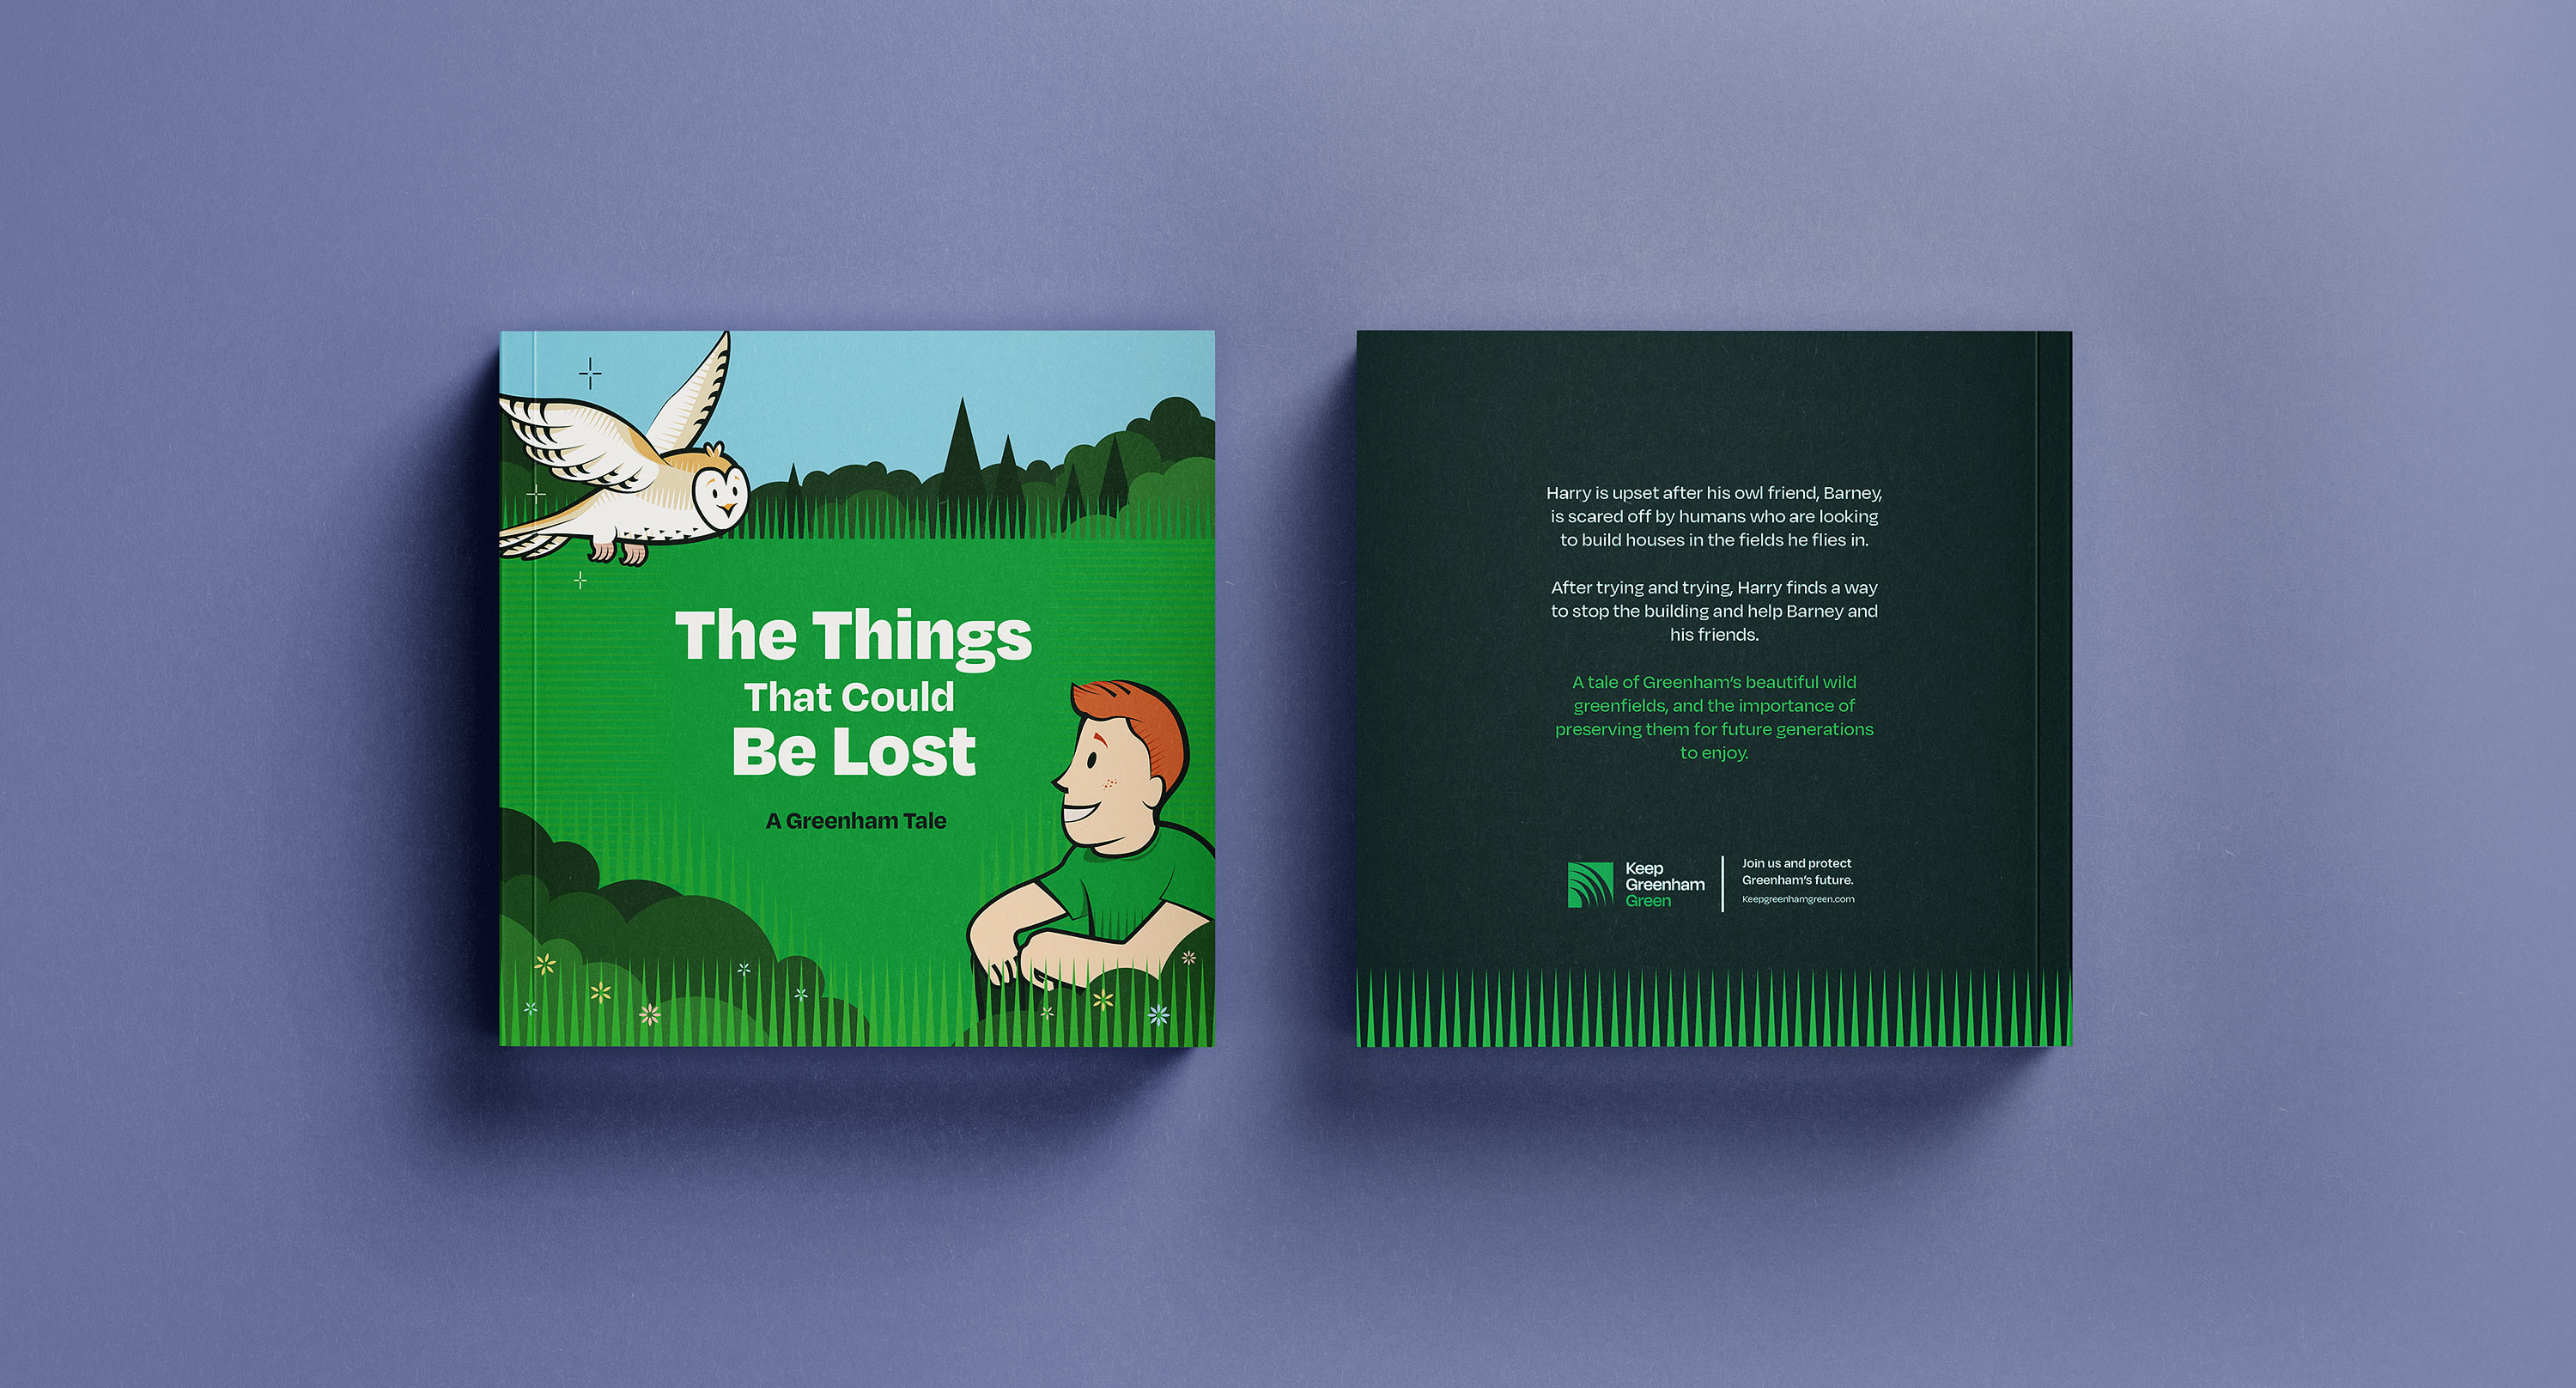 The Things
That Could
Be Lost
A Greenham Tale
Harry is upset after his owl friend, Barney,
is scared off by humans who are looking
to build houses in the fields he flies in.
After trying and trying, Harry finds a way
to stop the building and help Barney and
his friends.
A tale of Greenham's beautiful wild
greenfields, and the importance of
preserving them for future generations
to enjoy.
Keep
Greenham
Green
Join us and protect
Greenham's future.
Keepgreenhamgreen.com